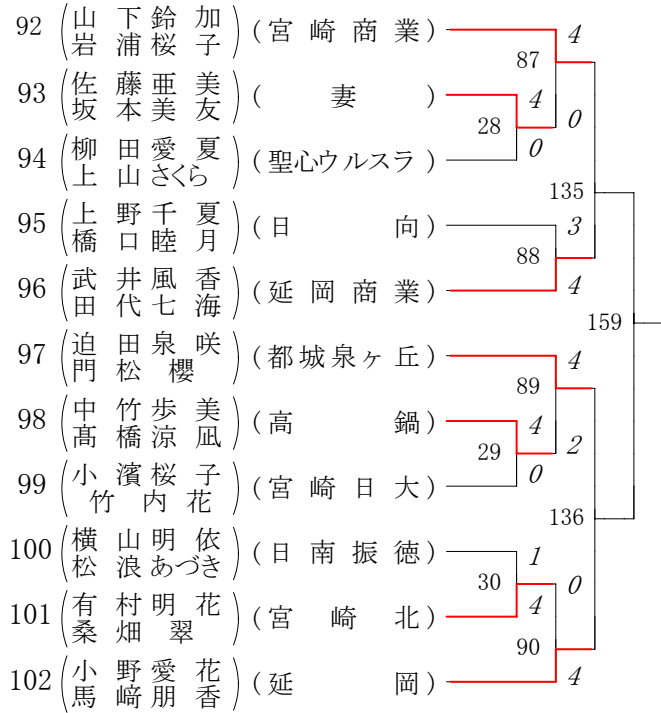 92 (山下鈴加 岩浦桜子) (宮崎商業) 4
87
93 (佐藤亜美 坂本美友) (妻) 4 0
28
94 (柳田愛夏 上山さくら) (聖心ウルスラ) 0
135
95 (上野千夏 橋口睦月) (日向) 3
88
96 (武井風香 田代七海) (延岡商業) 4
159
97 (迫田泉咲 門松櫻) (都城泉ヶ丘) 4
89
98 (中竹歩美 髙橋涼凪) (高鍋) 4 2
29
99 (小濱桜子 竹内花) (宮崎日大) 0
136
100 (横山明依 松浪あづき) (日南振徳) 1
30 0
101 (有村明花 桑畑翠) (宮崎北) 4
90
102 (小野愛花 馬﨑朋香) (延岡) 4